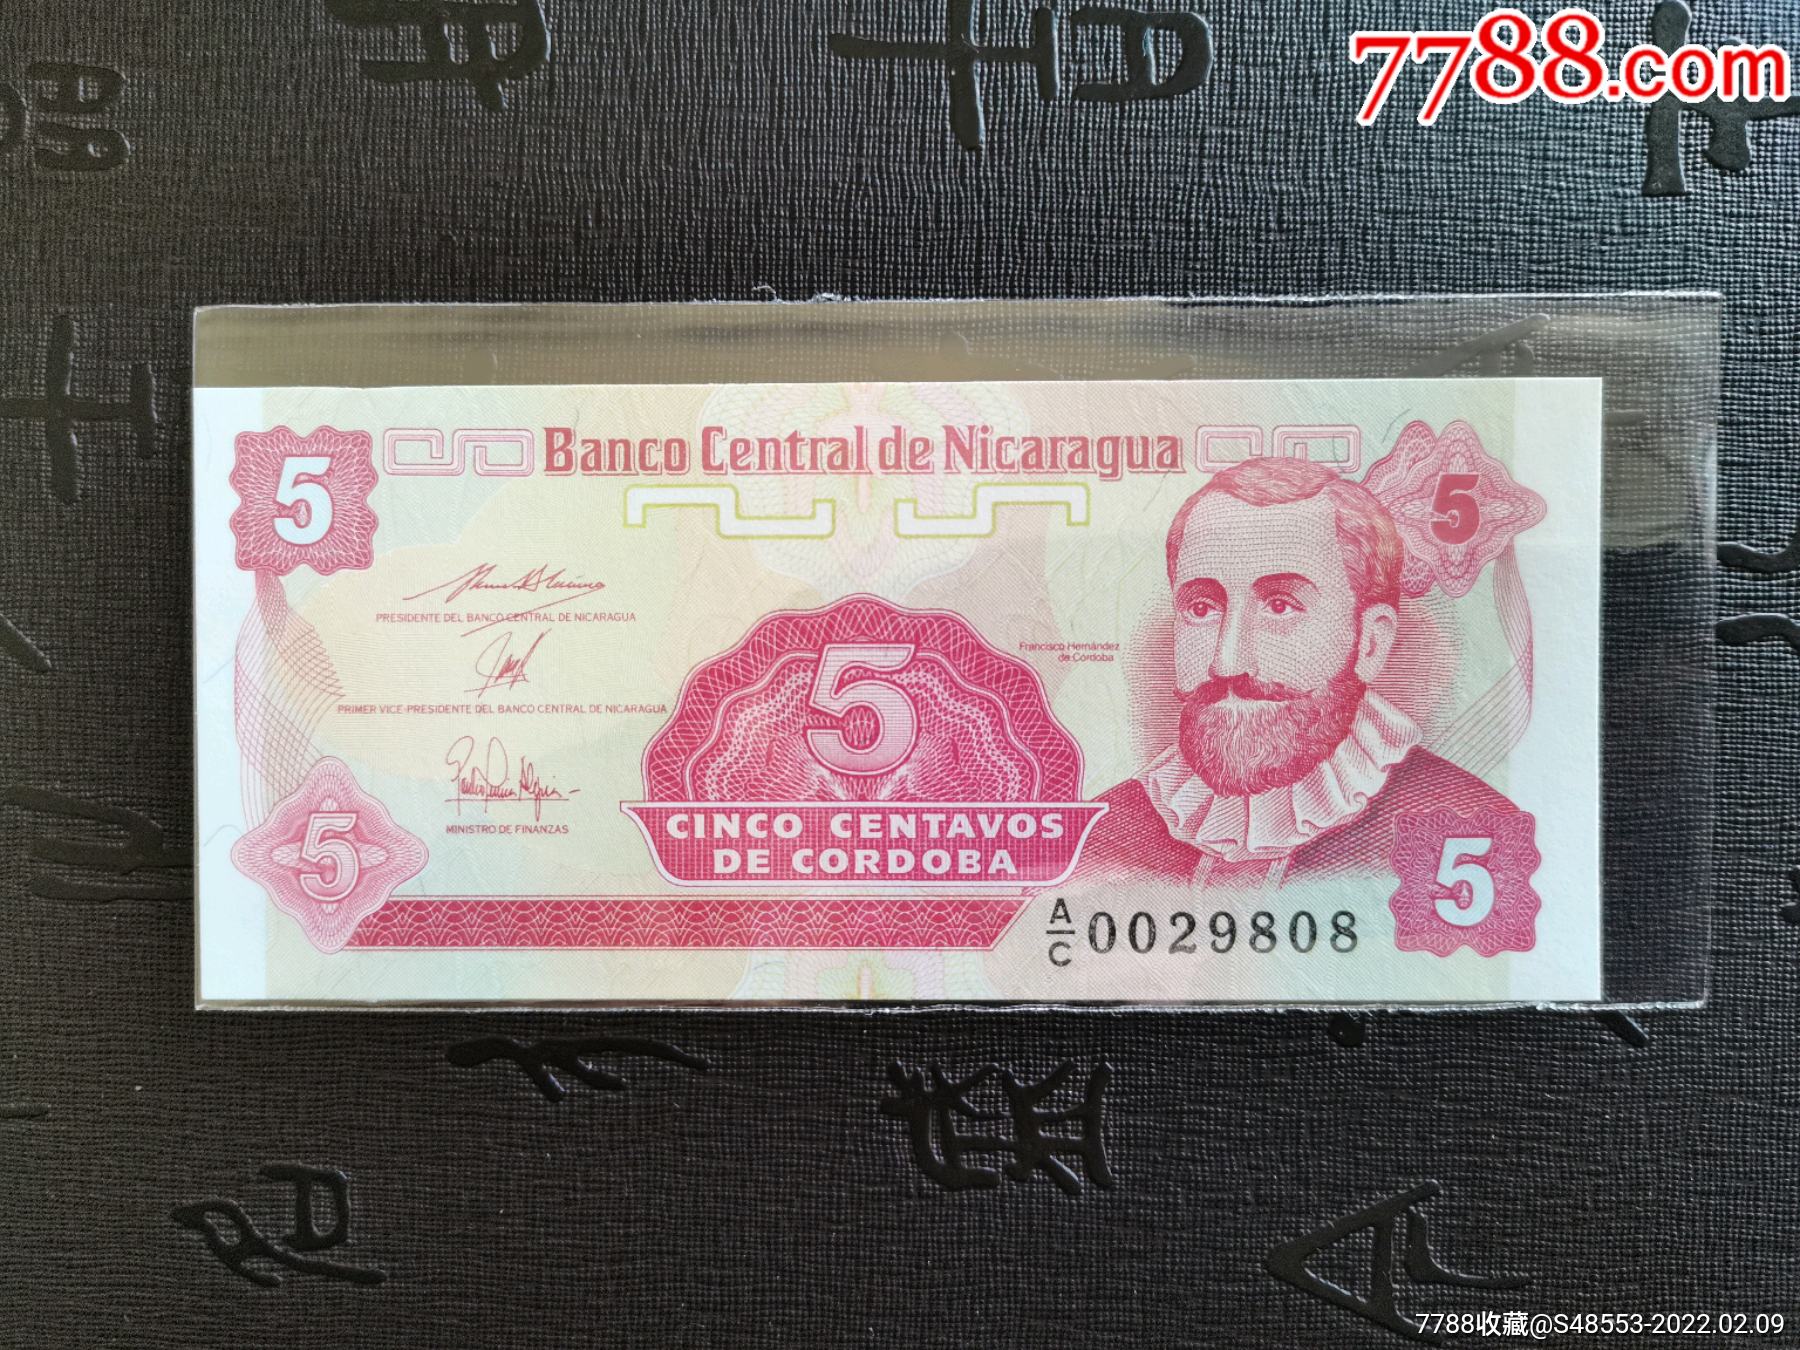 7788.com
Banco Central de Nicaragua
5
5
PRESIDENTE DEL BANCO CENTRAL DE NICARAGUA
Francisco Hernández
de Córdoba
5
PRIMER VICE-PRESIDENTE DEL BANCO CENTRAL DE NICARAGUA
MINISTRO DE FINANZAS
CINCO CENTAVOS
DE CORDOBA
5
5
A/C 0029808
7788收藏@S48553-2022.02.09